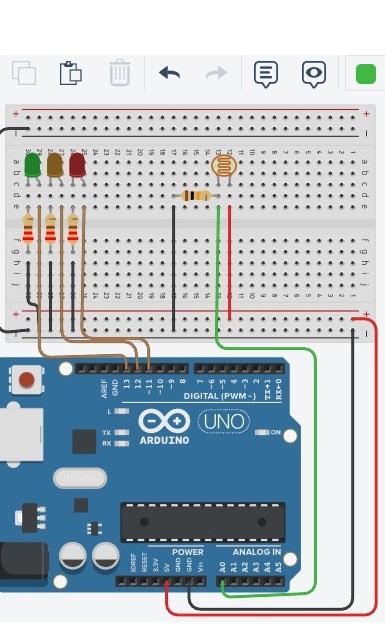 +
−
a
b
c
d
e
f
g
h
i
j
+
−
AREF
GND
13
12
~11
~10
~9
8
7
~6
~5
4
~3
2
TX→1
RX←0
DIGITAL (PWM ~)
L
TX
RX
UNO
ON
ARDUINO
POWER
ANALOG IN
IOREF
RESET
3.3V
5V
GND
GND
Vin
A0
A1
A2
A3
A4
A5